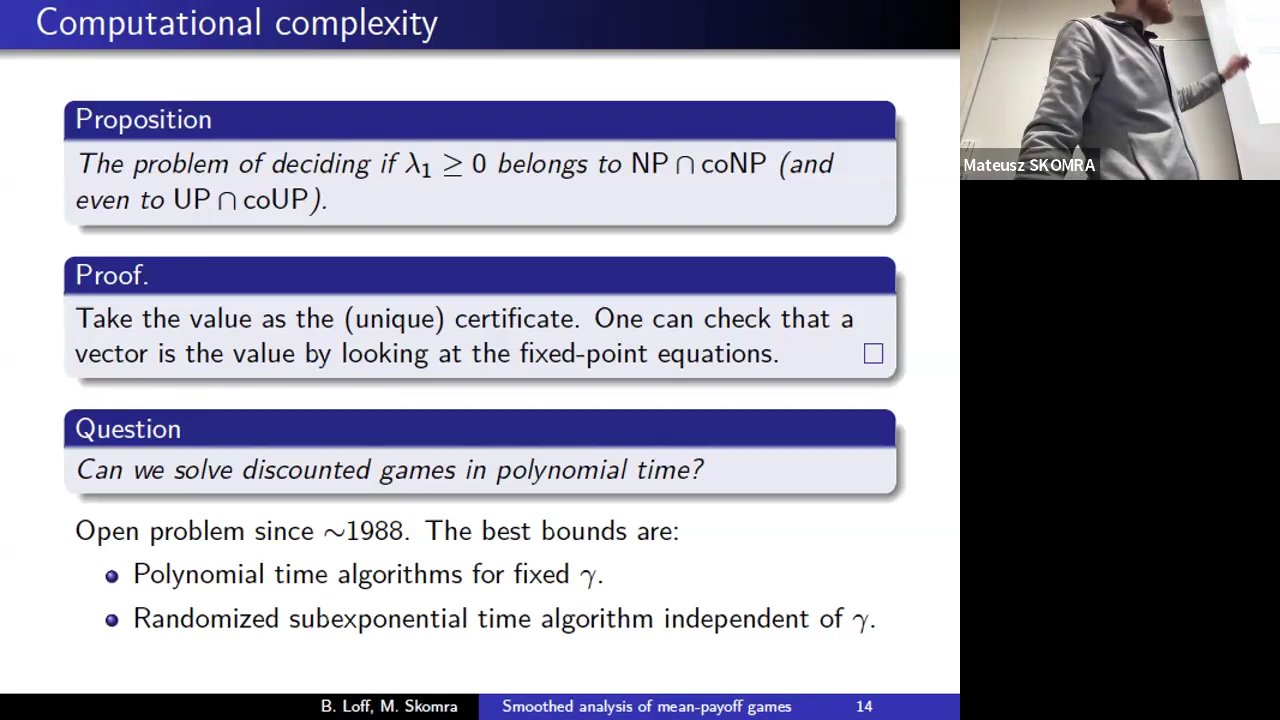 Computational complexity
Proposition
The problem of deciding if λ₁ ≥ 0 belongs to NP ∩ coNP (and
even to UP ∩ coUP).
Proof.
Take the value as the (unique) certificate. One can check that a
vector is the value by looking at the fixed-point equations. □
Question
Can we solve discounted games in polynomial time?
Open problem since ~1988. The best bounds are:
Polynomial time algorithms for fixed γ.
Randomized subexponential time algorithm independent of γ.
B. Loff, M. Skomra Smoothed analysis of mean-payoff games 14
Mateusz SKOMRA